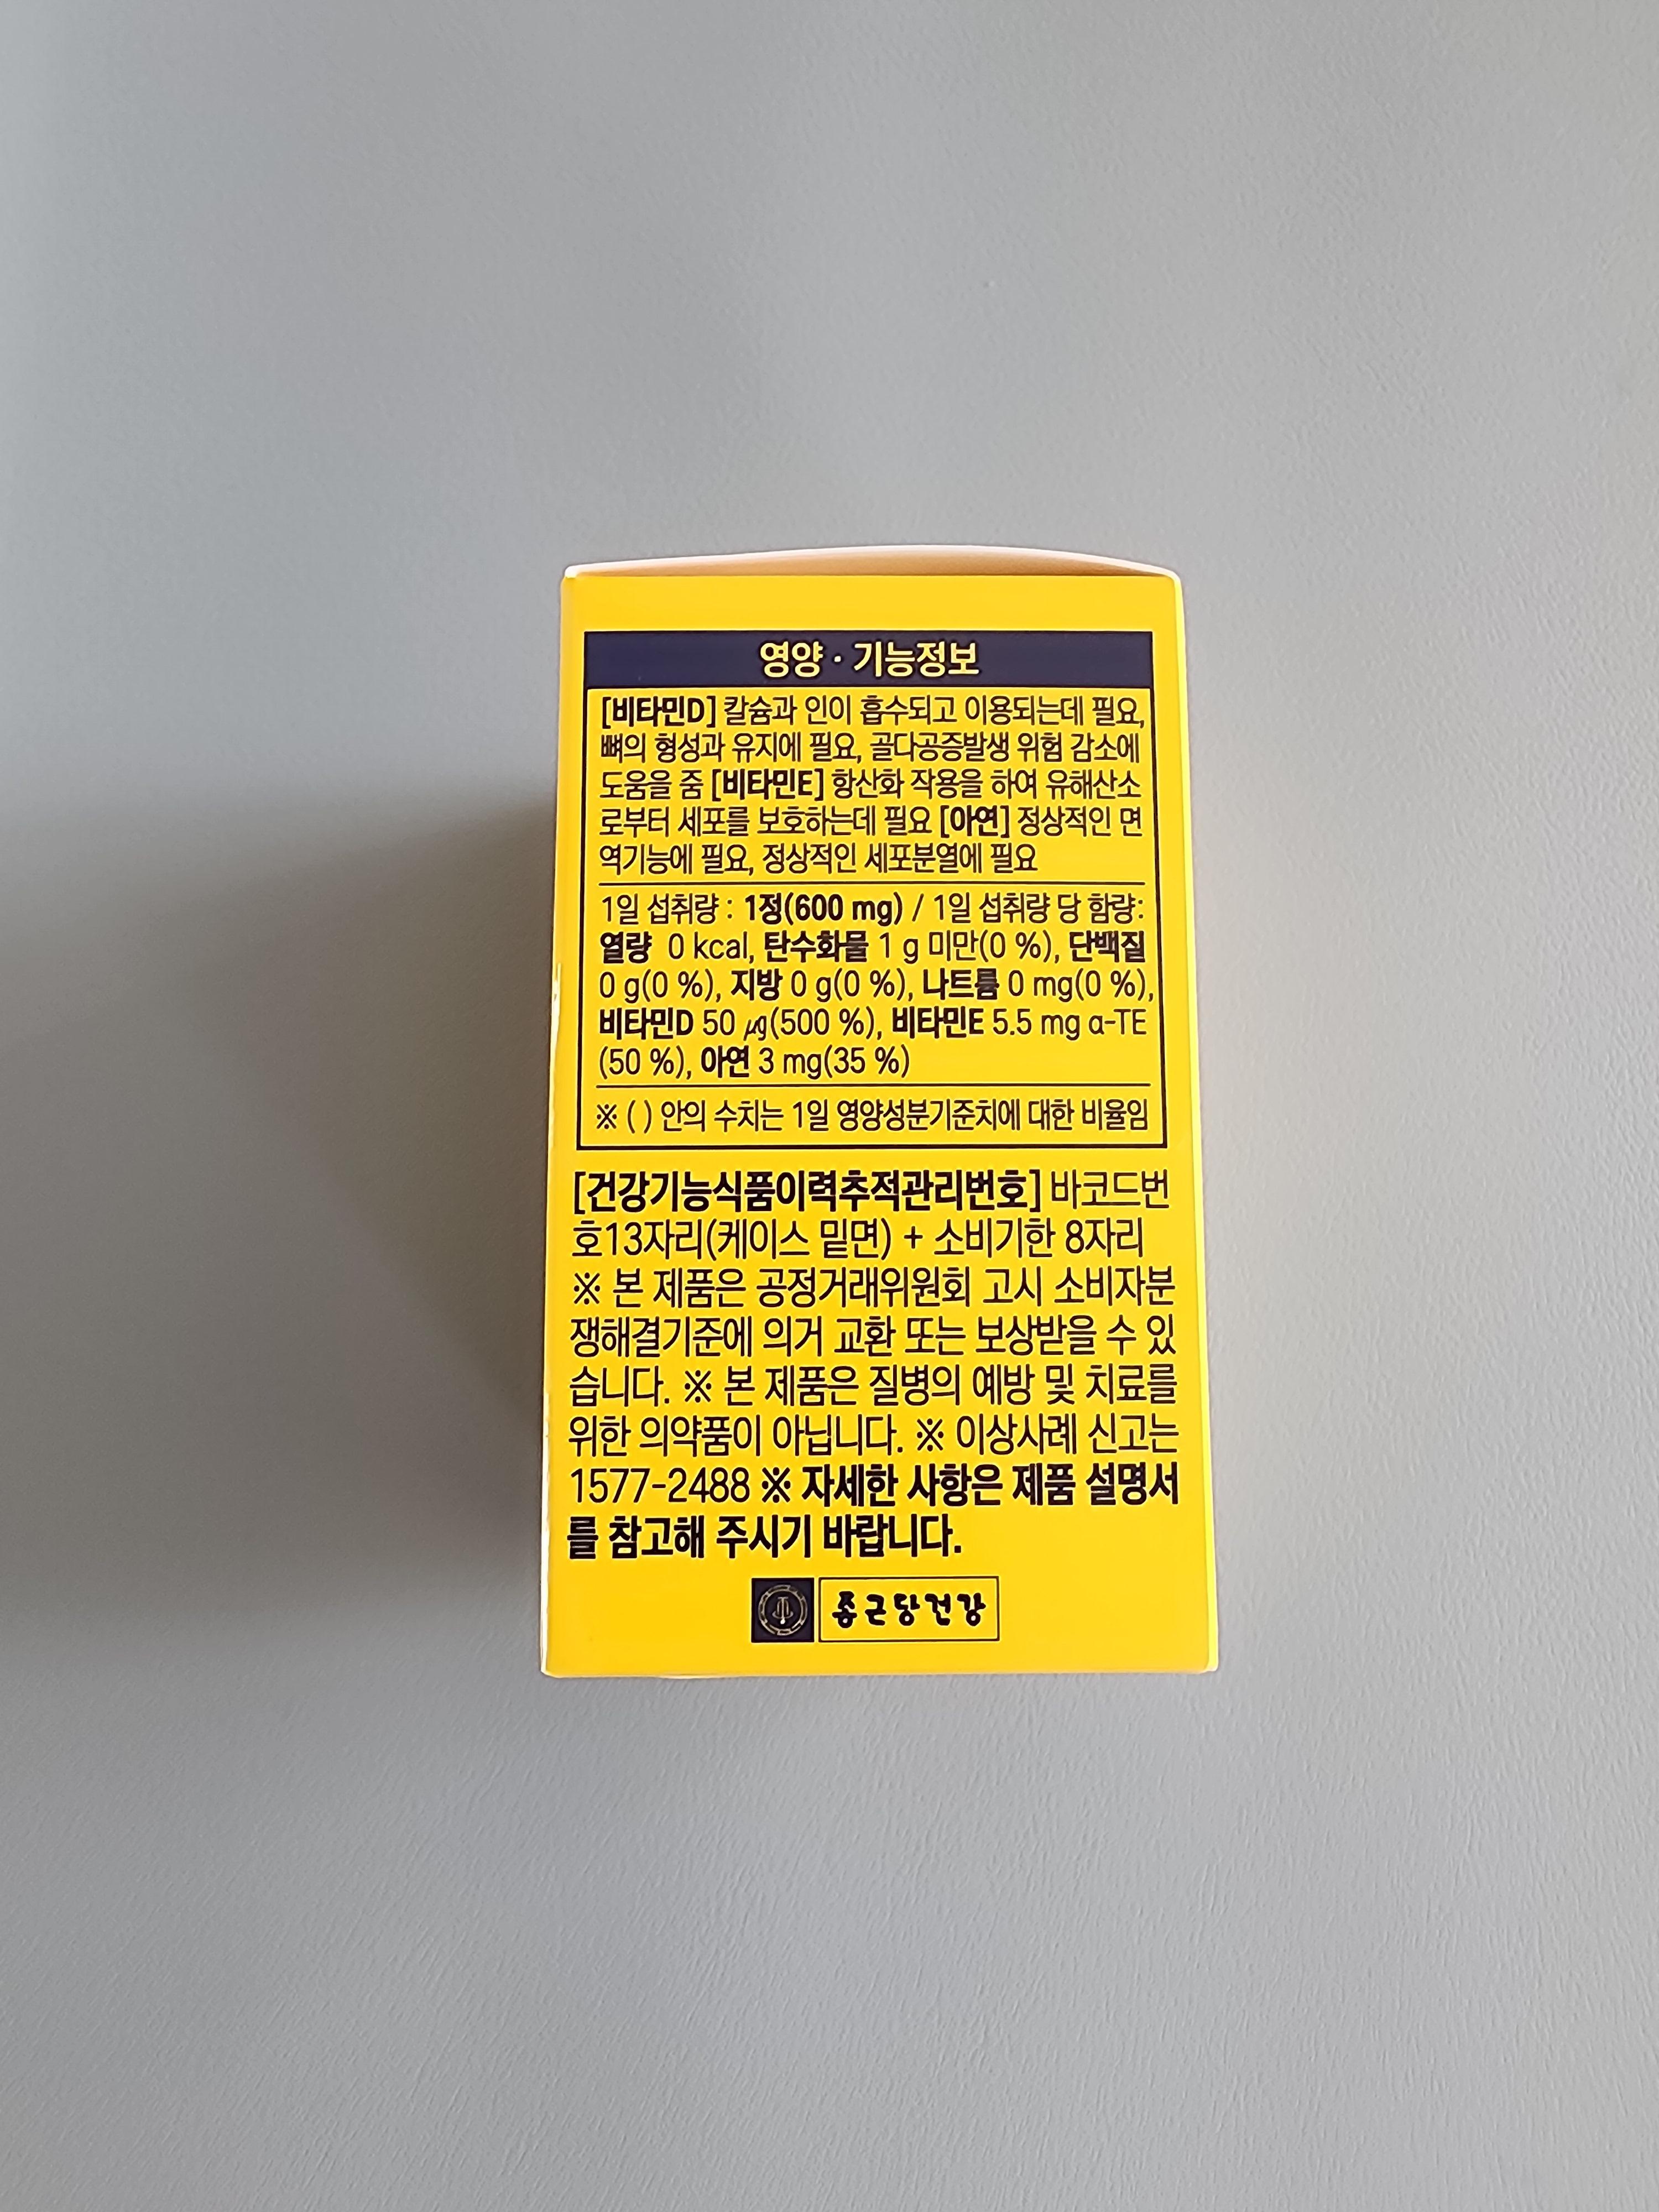 영양 · 기능정보
[비타민D] 칼슘과 인이 흡수되고 이용되는데 필요,
뼈의 형성과 유지에 필요, 골다공증발생 위험 감소에
도움을 줌 [비타민E] 항산화 작용을 하여 유해산소
로부터 세포를 보호하는데 필요 [아연] 정상적인 면
역기능에 필요, 정상적인 세포분열에 필요
1일 섭취량 : 1정(600 mg) / 1일 섭취량 당 함량:
열량 0 kcal, 탄수화물 1 g 미만(0 %), 단백질
0 g(0 %), 지방 0 g(0 %), 나트륨 0 mg(0 %),
비타민D 50 ㎍(500 %), 비타민E 5.5 mg α-TE
(50 %), 아연 3 mg(35 %)
※ ( ) 안의 수치는 1일 영양성분기준치에 대한 비율임
[건강기능식품이력추적관리번호] 바코드번
호13자리(케이스 밑면) + 소비기한 8자리
※ 본 제품은 공정거래위원회 고시 소비자분
쟁해결기준에 의거 교환 또는 보상받을 수 있
습니다. ※ 본 제품은 질병의 예방 및 치료를
위한 의약품이 아닙니다. ※ 이상사례 신고는
1577-2488 ※ 자세한 사항은 제품 설명서
를 참고해 주시기 바랍니다.
종근당건강